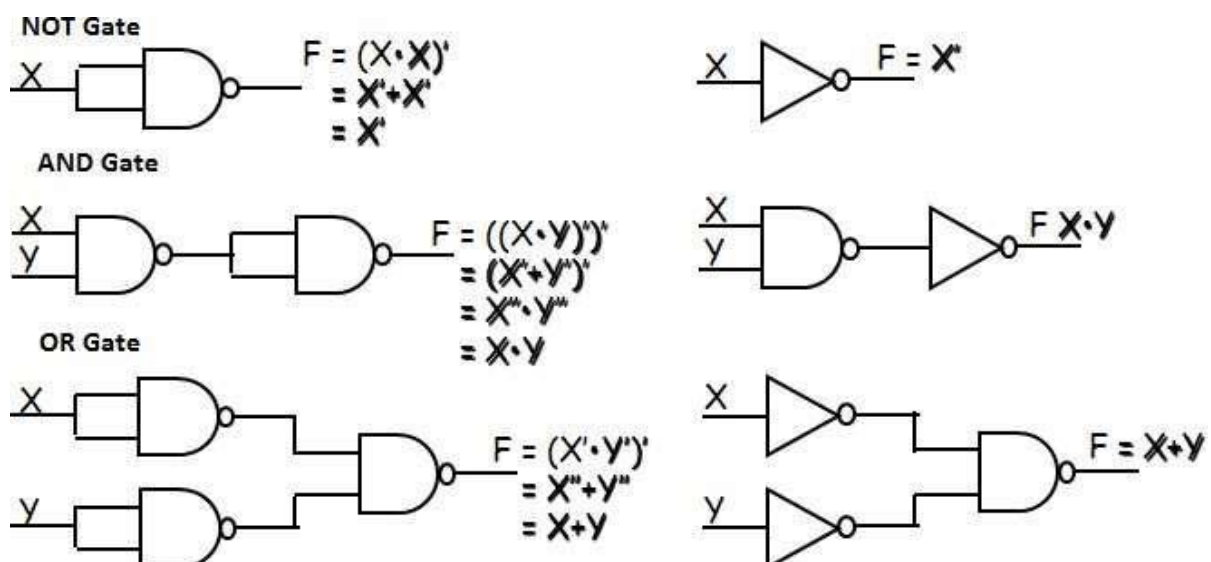 NOT Gate
X
F = (X·X)'
= X'+X'
= X'
X
F = X'
AND Gate
X
Y
F = ((X·Y)')'
= (X'+Y')'
= X''·Y''
= X·Y
X
Y
F X·Y
OR Gate
X
Y
F = (X'·Y')'
= X''+Y''
= X+Y
X
Y
F = X+Y